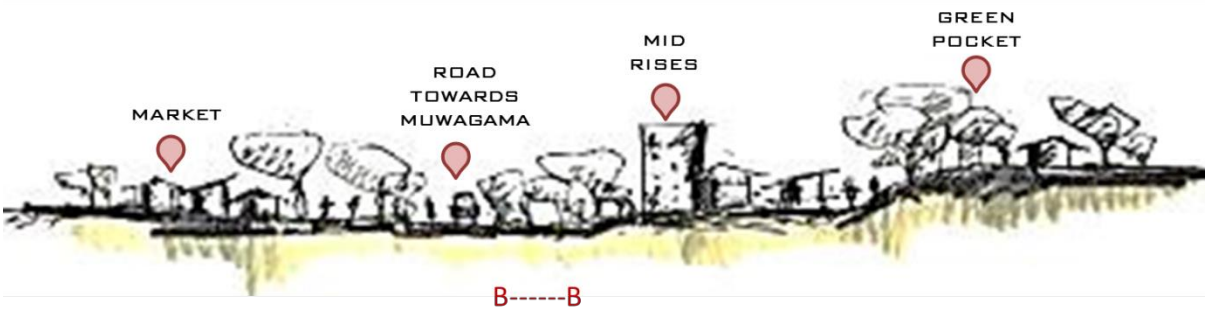 MARKET
ROAD
TOWARDS
MUWAGAMA
MID
RISES
GREEN
POCKET
B------B